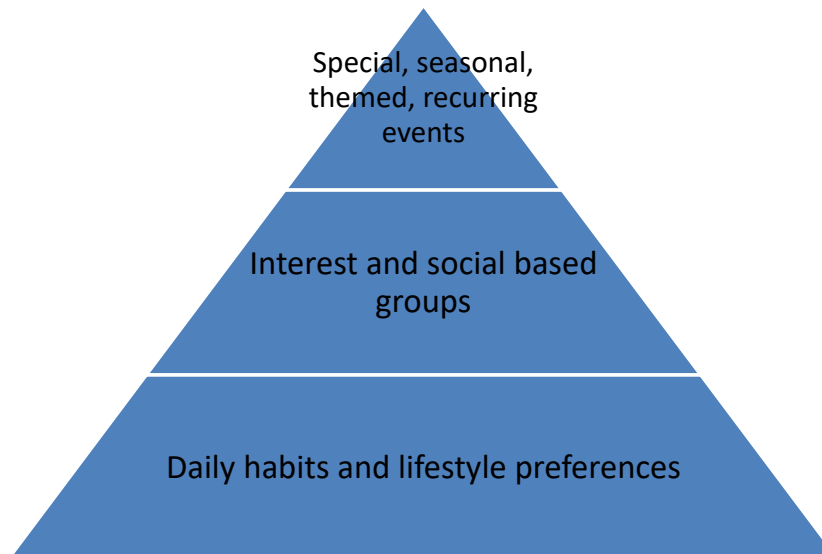 Special, seasonal,
themed, recurring
events
Interest and social based
groups
Daily habits and lifestyle preferences